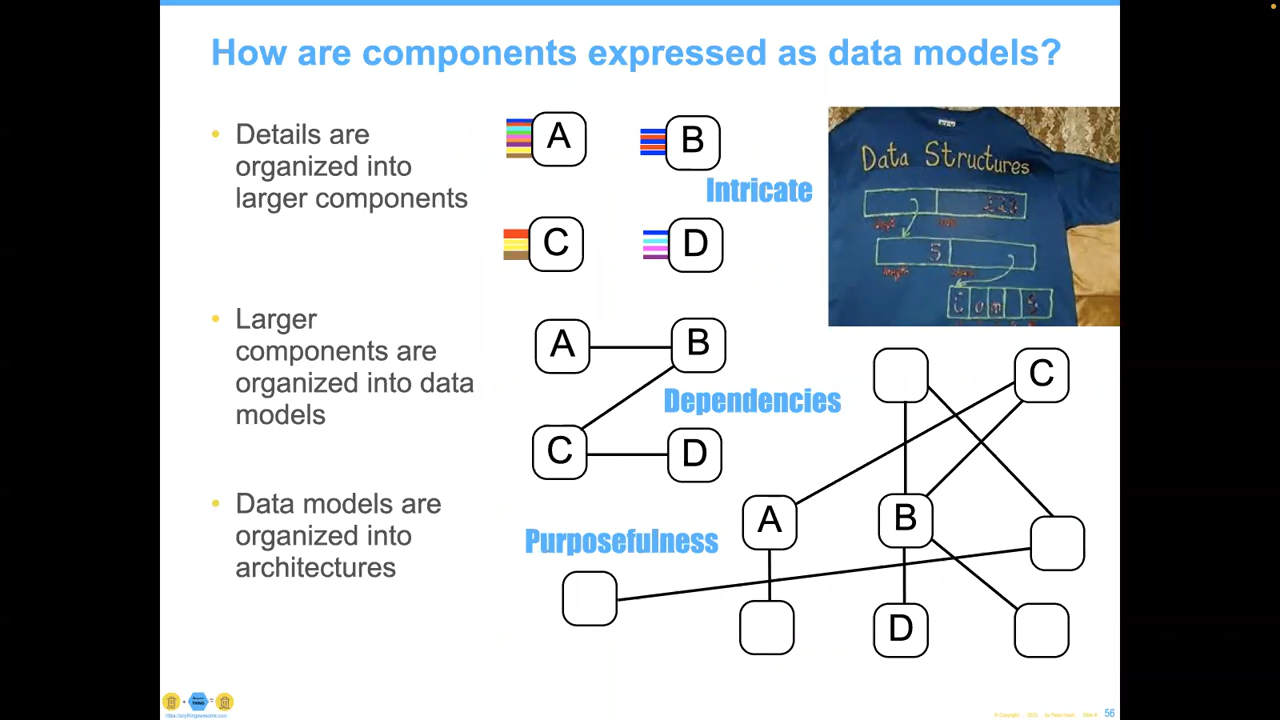 How are components expressed as data models?
• Details are
organized into
larger components
A
B
Intricate
C
D
Data Structures
5
• Larger
components are
organized into data
models
A
B
Dependencies
C
D
C
• Data models are
organized into
architectures
Purposefulness
A
B
D
56